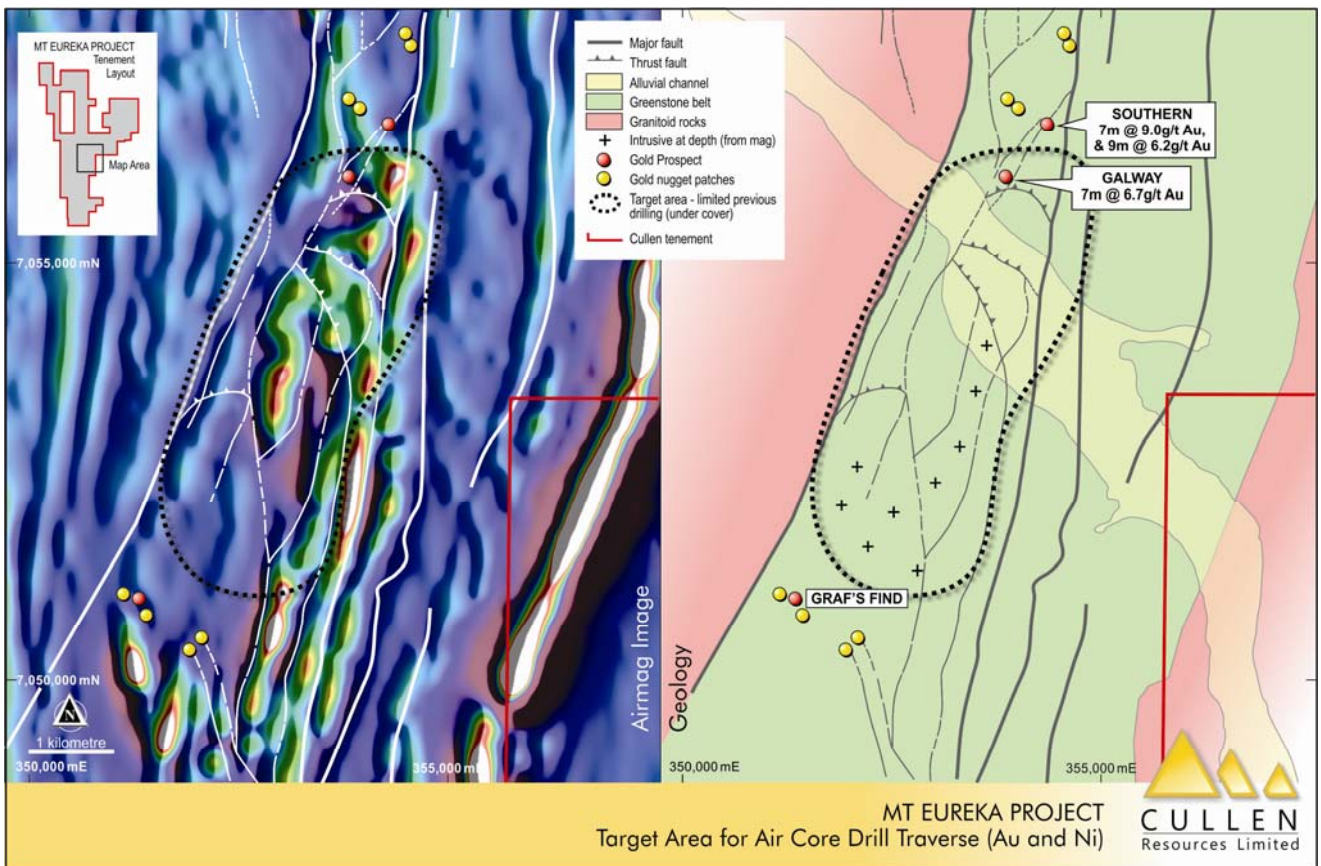 MT EUREKA PROJECT
Tenement
Layout
Map Area
7,055,000 mN
7,050,000 mN
N
1 kilometre
350,000 mE
355,000 mE
Airmag Image
Major fault
Thrust fault
Alluvial channel
Greenstone belt
Granitoid rocks
Intrusive at depth (from mag)
Gold Prospect
Gold nugget patches
Target area - limited previous
drilling (under cover)
Cullen tenement
Geology
SOUTHERN
7m @ 9.0g/t Au,
& 9m @ 6.2g/t Au
GALWAY
7m @ 6.7g/t Au
GRAF'S FIND
350,000 mE
355,000 mE
MT EUREKA PROJECT
Target Area for Air Core Drill Traverse (Au and Ni)
CULLEN
Resources Limited